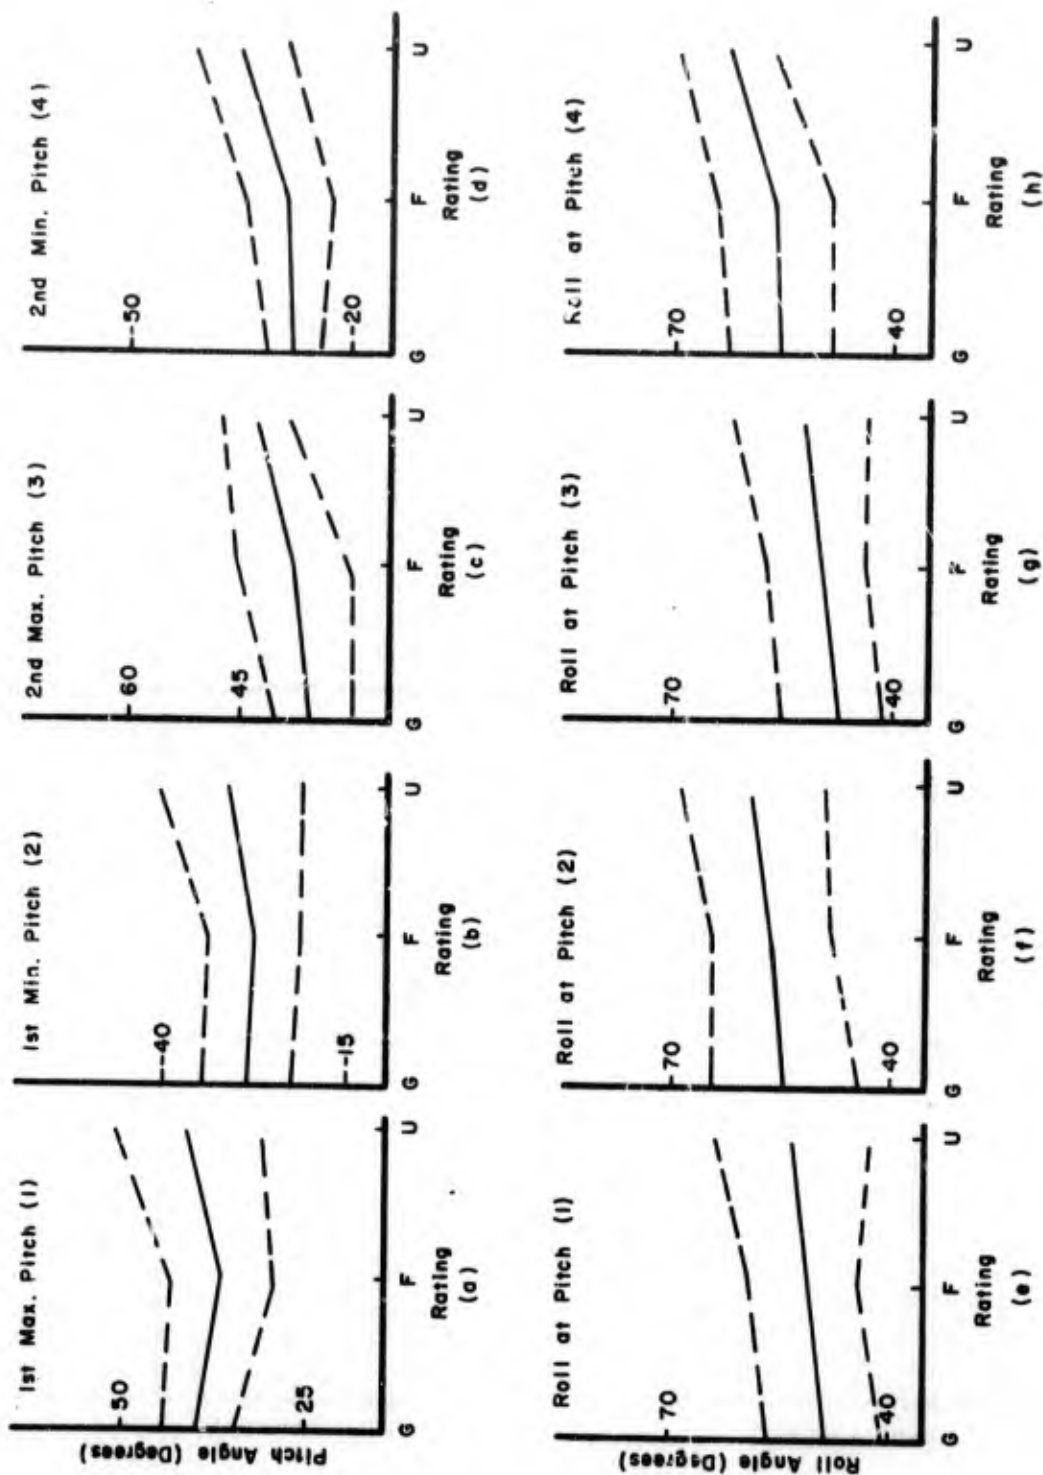 1st Max. Pitch (1)
50
25
Pitch Angle (Degrees)
G F U
Rating
(a)
1st Min. Pitch (2)
-40
-15
G F U
Rating
(b)
2nd Max. Pitch (3)
60
45
G F U
Rating
(c)
2nd Min. Pitch (4)
-50
-20
G F U
Rating
(d)
Roll at Pitch (1)
70
40
Roll Angle (Degrees)
G F U
Rating
(e)
Roll at Pitch (2)
70
40
G F U
Rating
(f)
Roll at Pitch (3)
70
40
G F U
Rating
(g)
Roll at Pitch (4)
70
40
G F U
Rating
(h)